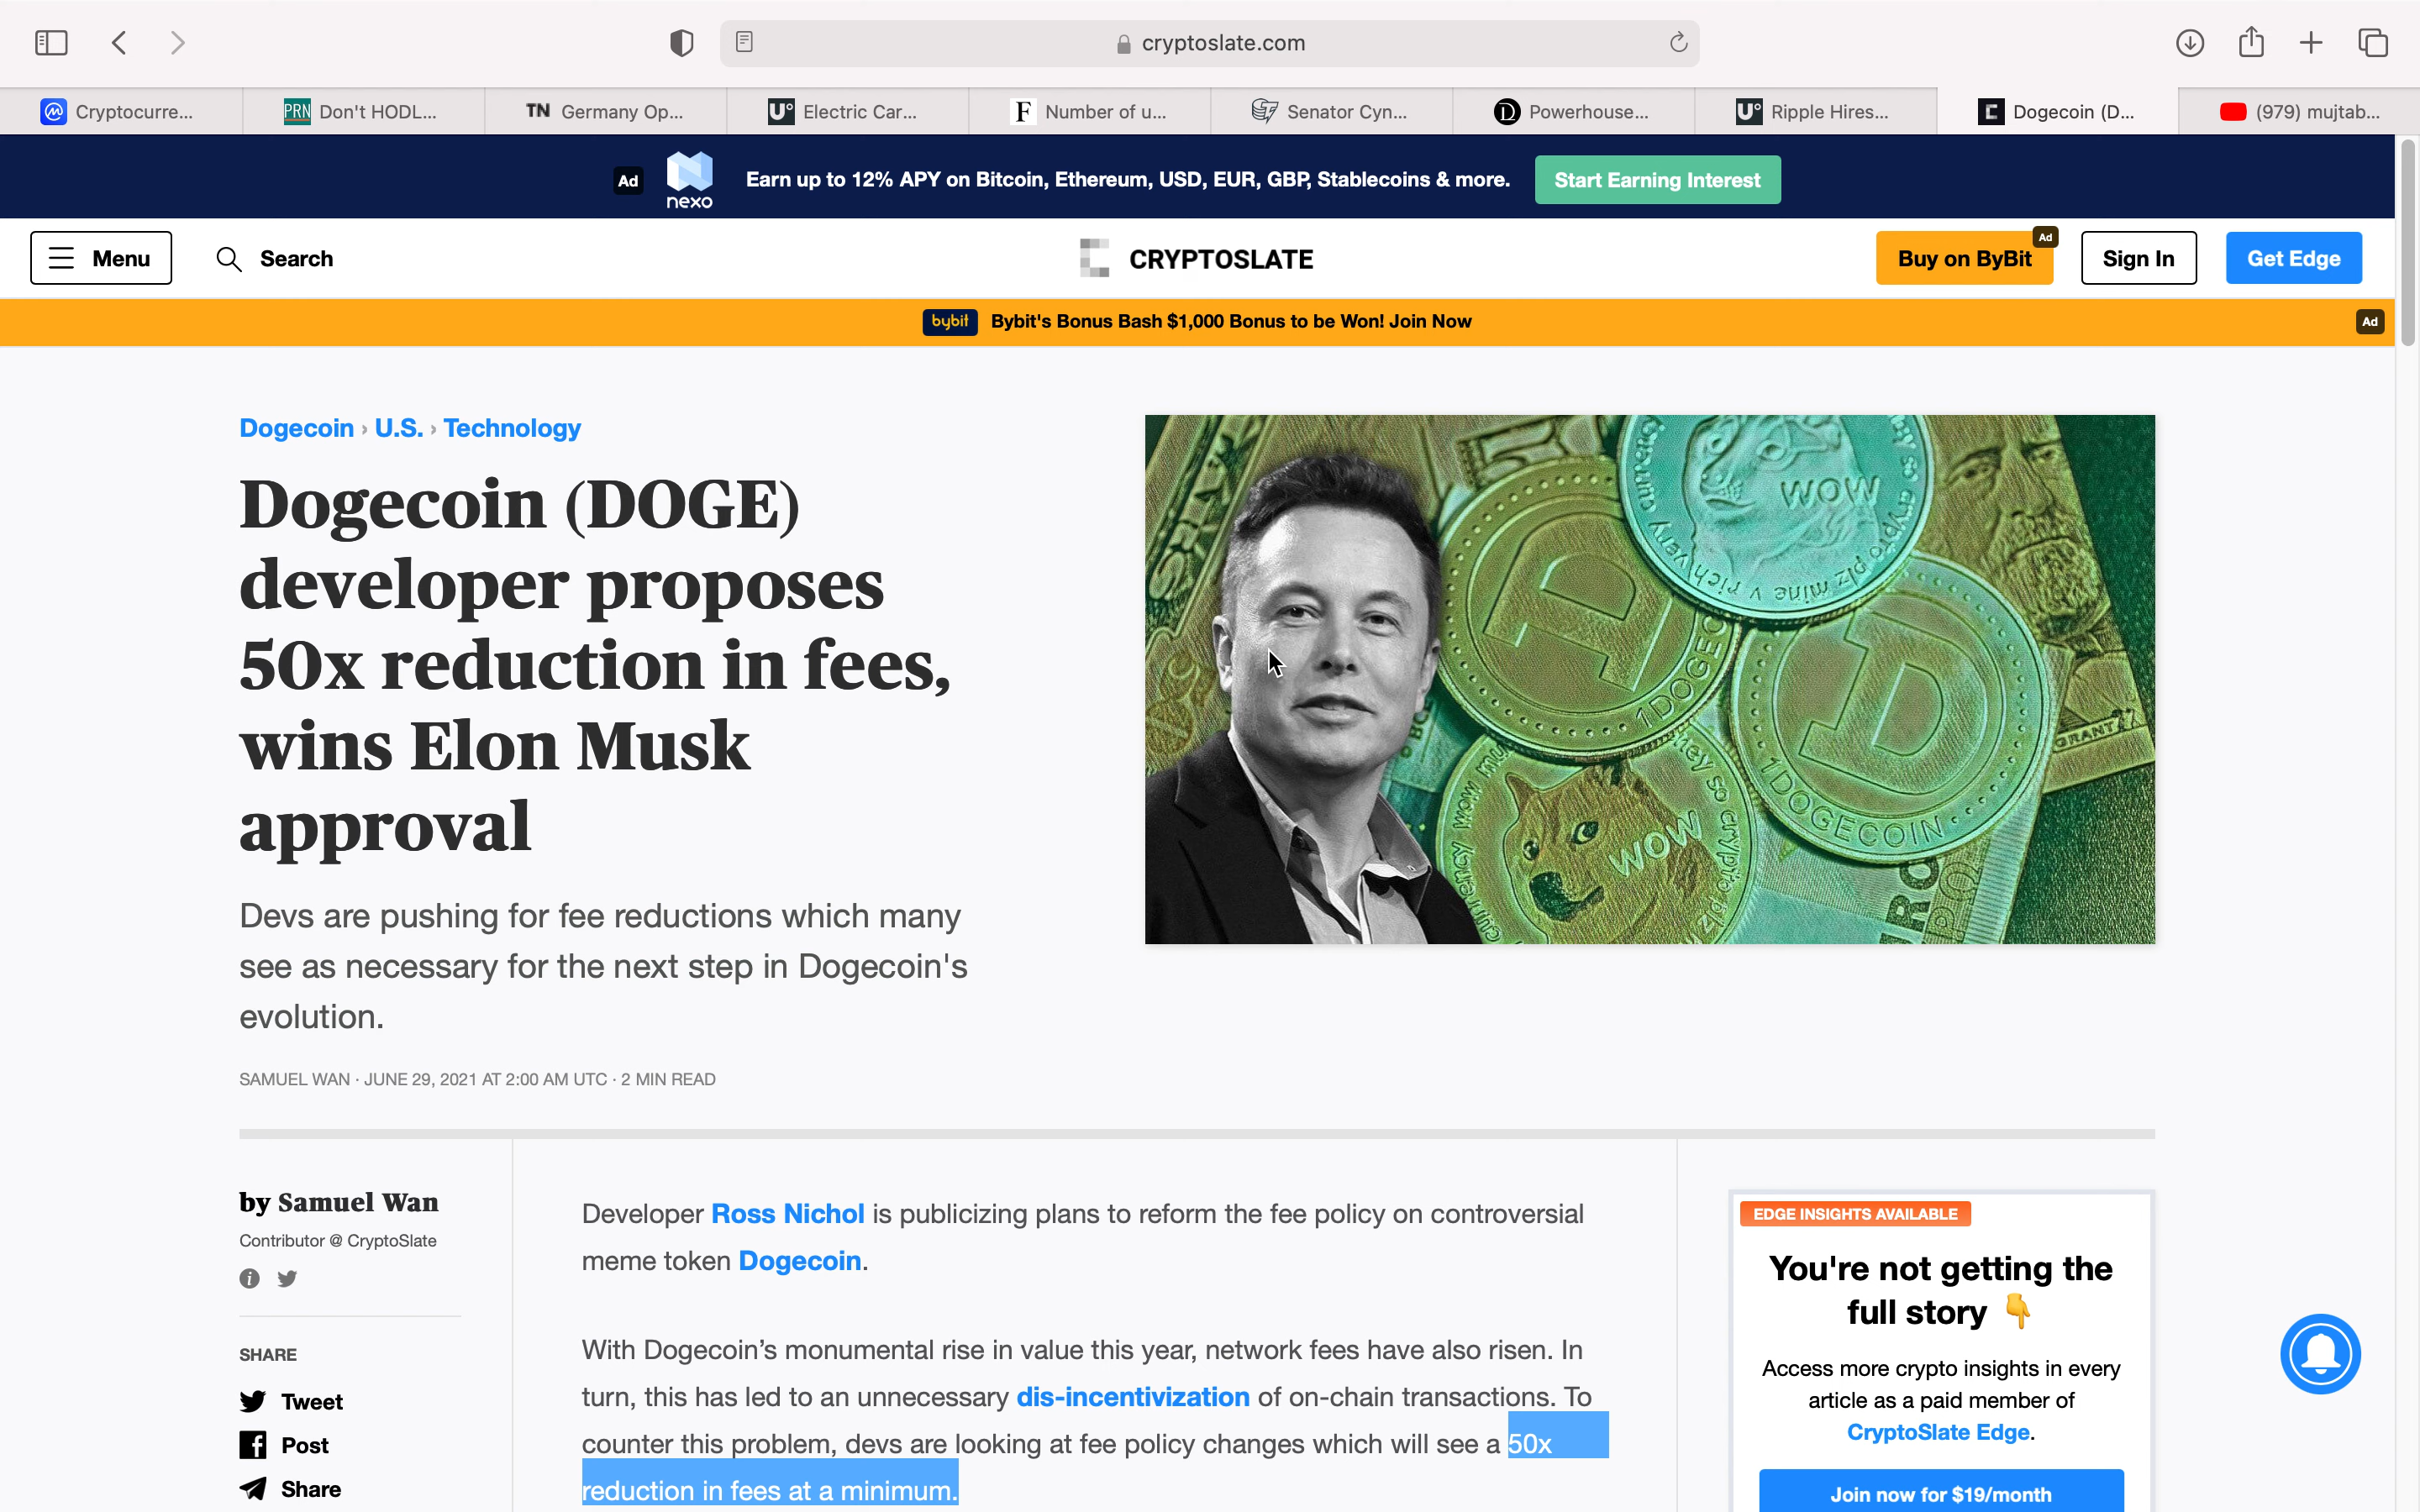 cryptoslate.com
Cryptocurre...
PRN Don't HODL...
TN Germany Op...
U° Electric Car...
F Number of u...
Senator Cyn...
D Powerhouse...
U° Ripple Hires...
Dogecoin (D...
(979) mujtab...
Ad
nexo
Earn up to 12% APY on Bitcoin, Ethereum, USD, EUR, GBP, Stablecoins & more.
Start Earning Interest
Menu
Search
CRYPTOSLATE
Buy on ByBit
Ad
Sign In
Get Edge
bybit Bybit's Bonus Bash $1,000 Bonus to be Won! Join Now
Ad
Dogecoin › U.S. › Technology
Dogecoin (DOGE)
developer proposes
50x reduction in fees,
wins Elon Musk
approval
Devs are pushing for fee reductions which many
see as necessary for the next step in Dogecoin's
evolution.
SAMUEL WAN · JUNE 29, 2021 AT 2:00 AM UTC · 2 MIN READ
WOW
1 DOGECOIN
WOW
GRANT
by Samuel Wan
Contributor @ CryptoSlate
SHARE
Tweet
Post
Share
Developer Ross Nichol is publicizing plans to reform the fee policy on controversial
meme token Dogecoin.
With Dogecoin’s monumental rise in value this year, network fees have also risen. In
turn, this has led to an unnecessary dis-incentivization of on-chain transactions. To
counter this problem, devs are looking at fee policy changes which will see a 50x
reduction in fees at a minimum.
EDGE INSIGHTS AVAILABLE
You're not getting the
full story 👇
Access more crypto insights in every
article as a paid member of
CryptoSlate Edge.
Join now for $19/month